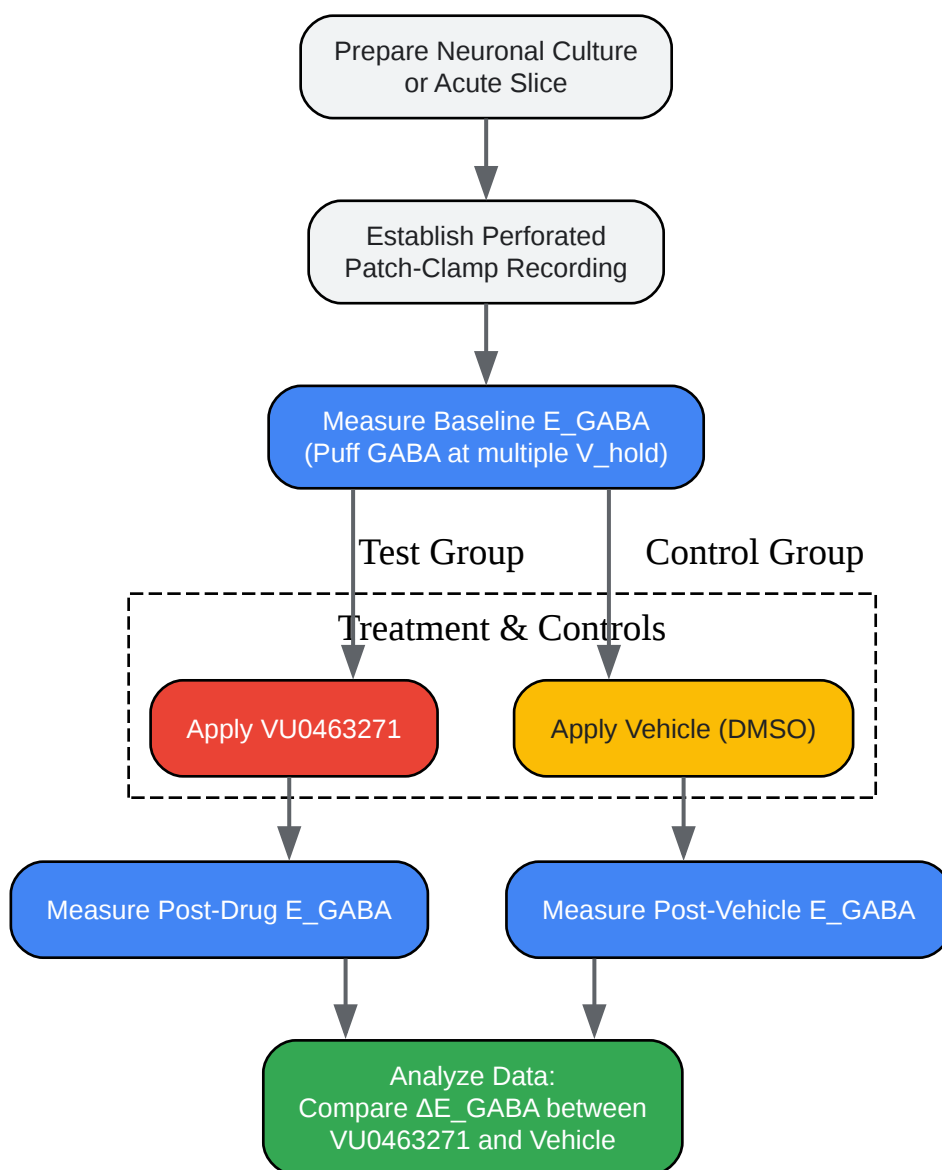 Prepare Neuronal Culture
or Acute Slice
Establish Perforated
Patch-Clamp Recording
Measure Baseline E_GABA
(Puff GABA at multiple V_hold)
Test Group
Control Group
Treatment & Controls
Apply VU0463271
Apply Vehicle (DMSO)
Measure Post-Drug E_GABA
Measure Post-Vehicle E_GABA
Analyze Data:
Compare ΔE_GABA between
VU0463271 and Vehicle